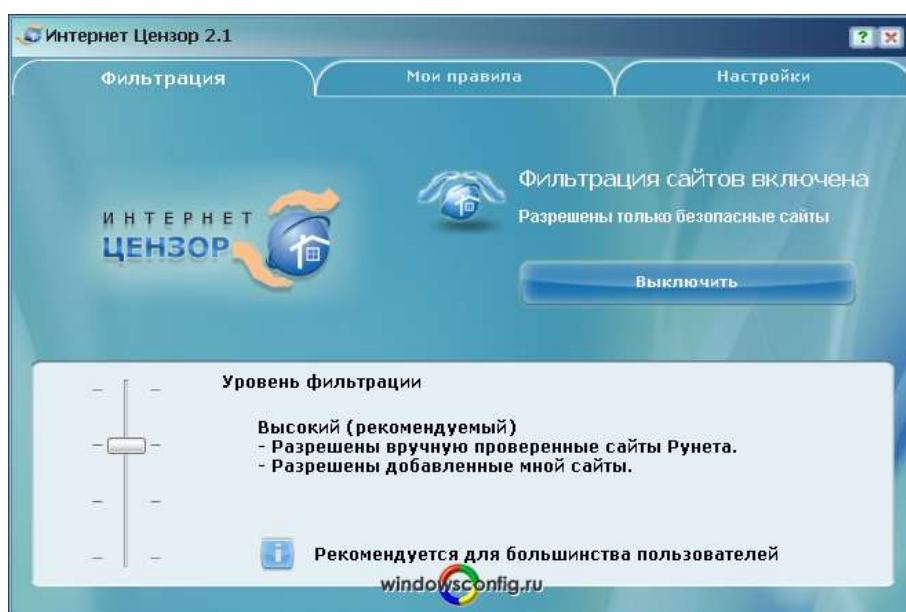 Интернет Цензор 2.1
Фильтрация
Мои правила
Настройки
ИНТЕРНЕТ
ЦЕНЗОР
Фильтрация сайтов включена
Разрешены только безопасные сайты
Выключить
Уровень фильтрации
Высокий (рекомендуемый)
- Разрешены вручную проверенные сайты Рунета.
- Разрешены добавленные мной сайты.
Рекомендуется для большинства пользователей
windowsconfig.ru